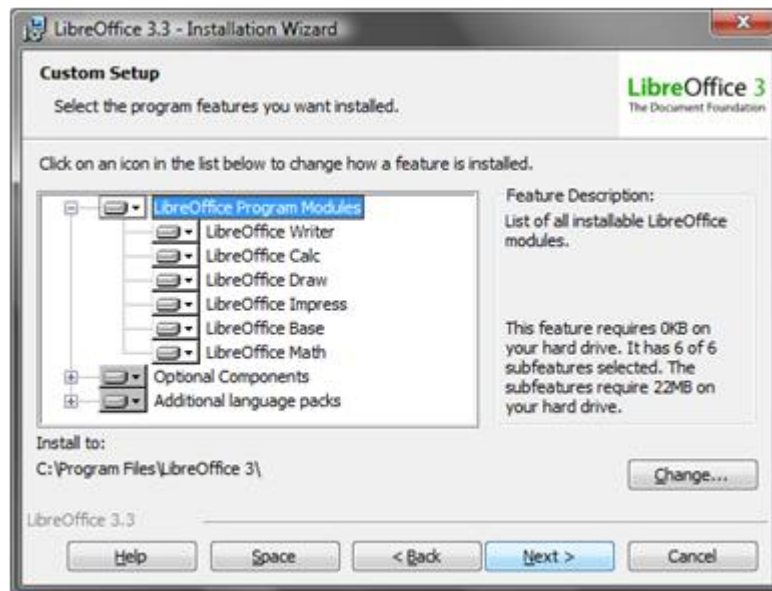 LibreOffice 3.3 - Installation Wizard
Custom Setup
Select the program features you want installed.
LibreOffice 3
The Document Foundation
Click on an icon in the list below to change how a feature is installed.
LibreOffice Program Modules
LibreOffice Writer
LibreOffice Calc
LibreOffice Draw
LibreOffice Impress
LibreOffice Base
LibreOffice Math
Optional Components
Additional language packs
Feature Description:
List of all installable LibreOffice
modules.
This feature requires 0KB on
your hard drive. It has 6 of 6
subfeatures selected. The
subfeatures require 22MB on
your hard drive.
Install to:
C:\Program Files\LibreOffice 3\
Change...
LibreOffice 3.3
Help
Space
< Back
Next >
Cancel